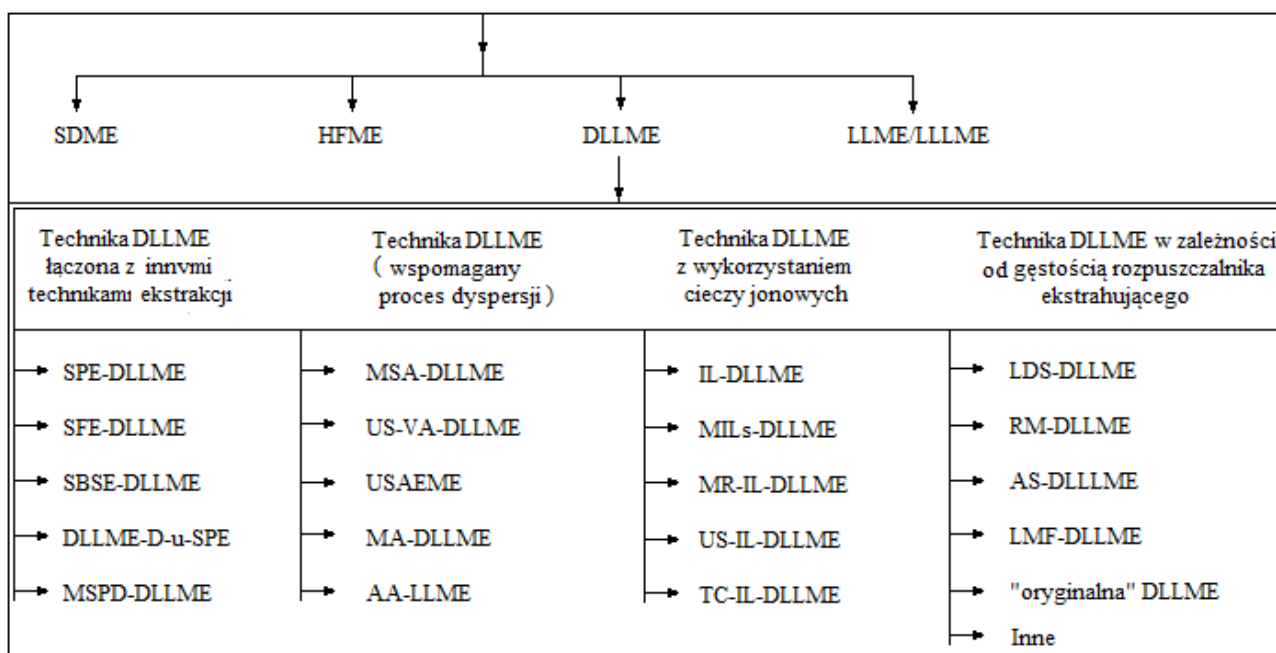 SDME
HFME
DLLME
LLME/LLLME
Technika DLLME
łączona z innymi
technikami ekstrakcji
Technika DLLME
( wspomagany
proces dyspersji )
Technika DLLME
z wykorzystaniem
cieczy jonowych
Technika DLLME w zależności
od gęstością rozpuszczalnika
ekstrahującego
SPE-DLLME
SFE-DLLME
SBSE-DLLME
DLLME-D-u-SPE
MSPD-DLLME
MSA-DLLME
US-VA-DLLME
USAEME
MA-DLLME
AA-LLME
IL-DLLME
MILs-DLLME
MR-IL-DLLME
US-IL-DLLME
TC-IL-DLLME
LDS-DLLME
RM-DLLME
AS-DLLLME
LMF-DLLME
"oryginalna" DLLME
Inne